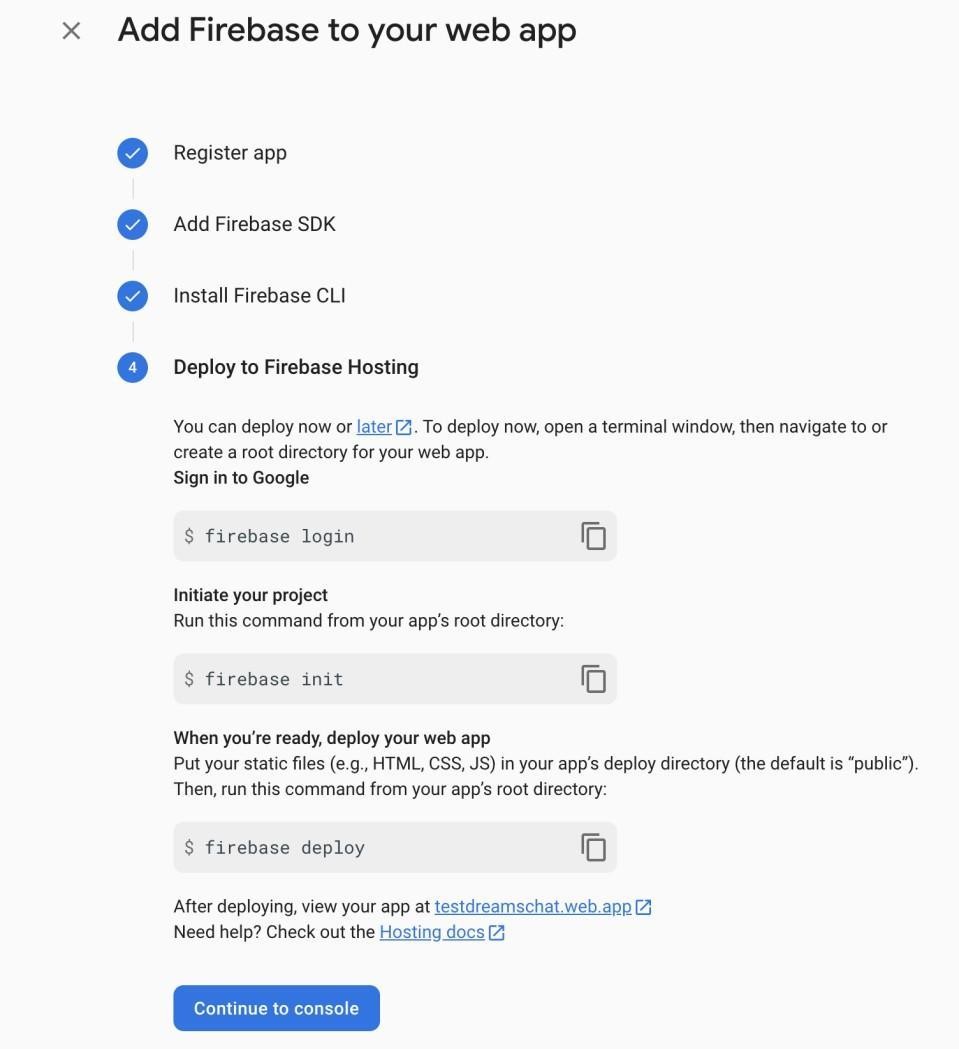 Add Firebase to your web app
Register app
Add Firebase SDK
Install Firebase CLI
4
Deploy to Firebase Hosting
You can deploy now or later. To deploy now, open a terminal window, then navigate to or
create a root directory for your web app.
Sign in to Google
$ firebase login
Initiate your project
Run this command from your app’s root directory:
$ firebase init
When you’re ready, deploy your web app
Put your static files (e.g., HTML, CSS, JS) in your app’s deploy directory (the default is “public”).
Then, run this command from your app’s root directory:
$ firebase deploy
After deploying, view your app at testdreamschat.web.app
Need help? Check out the Hosting docs
Continue to console